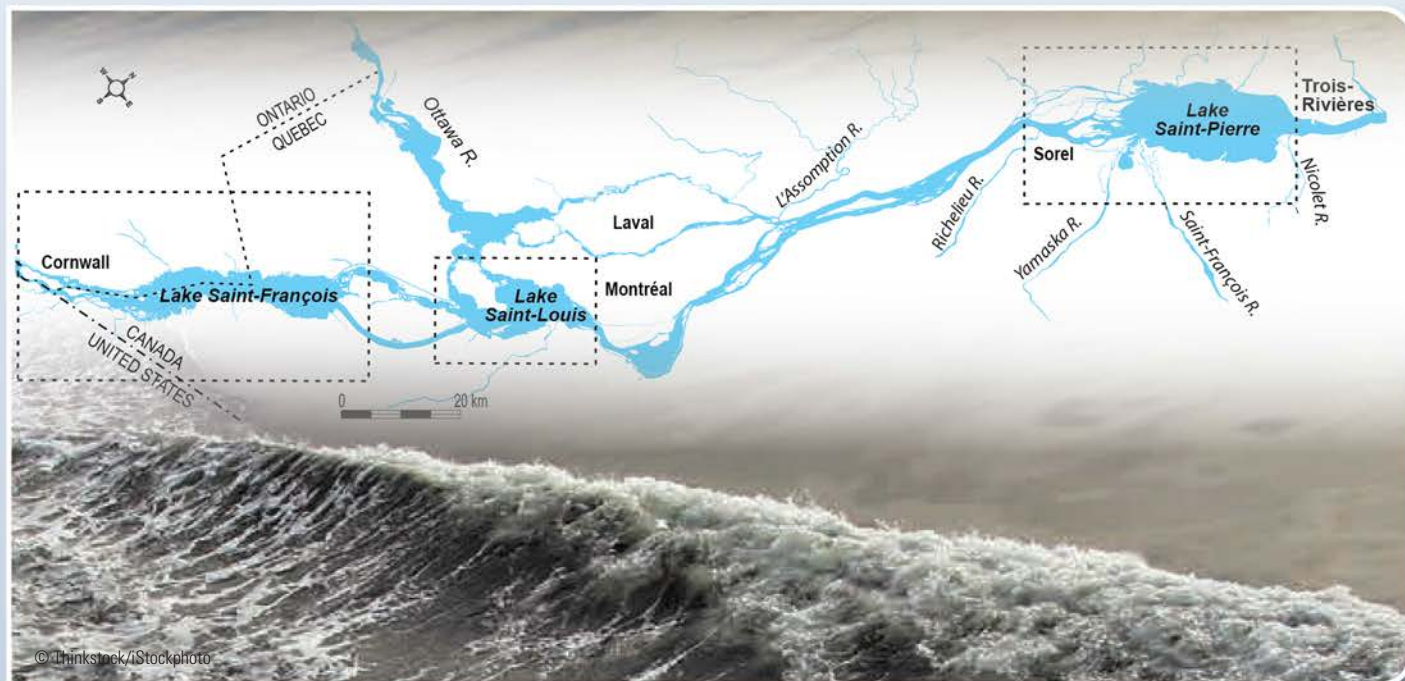 ONTARIO
QUEBEC
Ottawa R.
L'Assomption R.
Laval
Montréal
Richelieu R.
Sorel
Yamaska R.
Saint-François R.
Lake
Saint-Pierre
Trois-
Rivières
Nicolet R.
Cornwall
Lake Saint-François
Lake
Saint-Louis
CANADA
UNITED STATES
0 20 km
© Thinkstock/iStockphoto